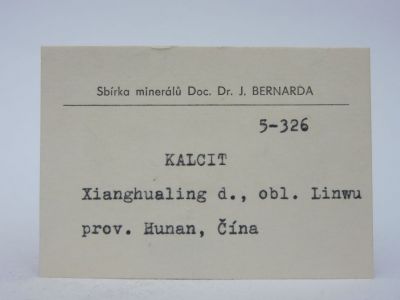 Sbírka minerálů Doc. Dr. J. BERNARDA
5-326
KALCIT
Xianghualing d., obl. Linwu
prov. Hunan, Čína